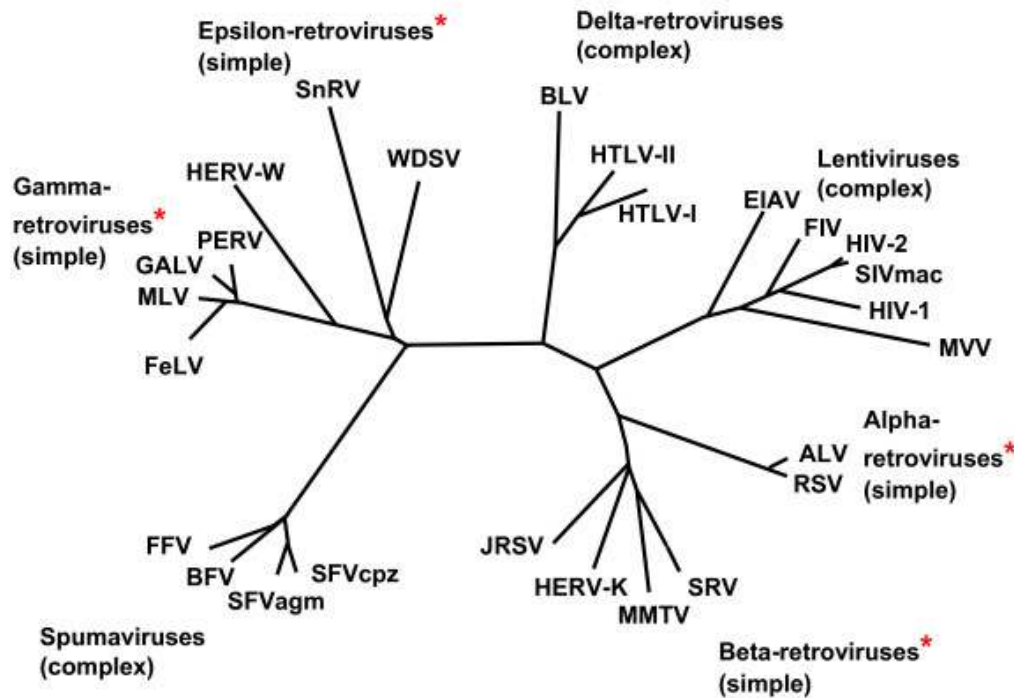 Epsilon-retroviruses*
(simple)
SnRV
WDSV
Delta-retroviruses
(complex)
BLV
HTLV-II
HTLV-I
Lentiviruses
(complex)
EIAV
FIV
HIV-2
SIVmac
HIV-1
MVV
Gamma-
retroviruses*
(simple)
HERV-W
PERV
GALV
MLV
FeLV
Alpha-
retroviruses*
(simple)
ALV
RSV
FFV
BFV
SFVagm
SFVcpz
Spumaviruses
(complex)
JRSV
HERV-K
MMTV
SRV
Beta-retroviruses*
(simple)